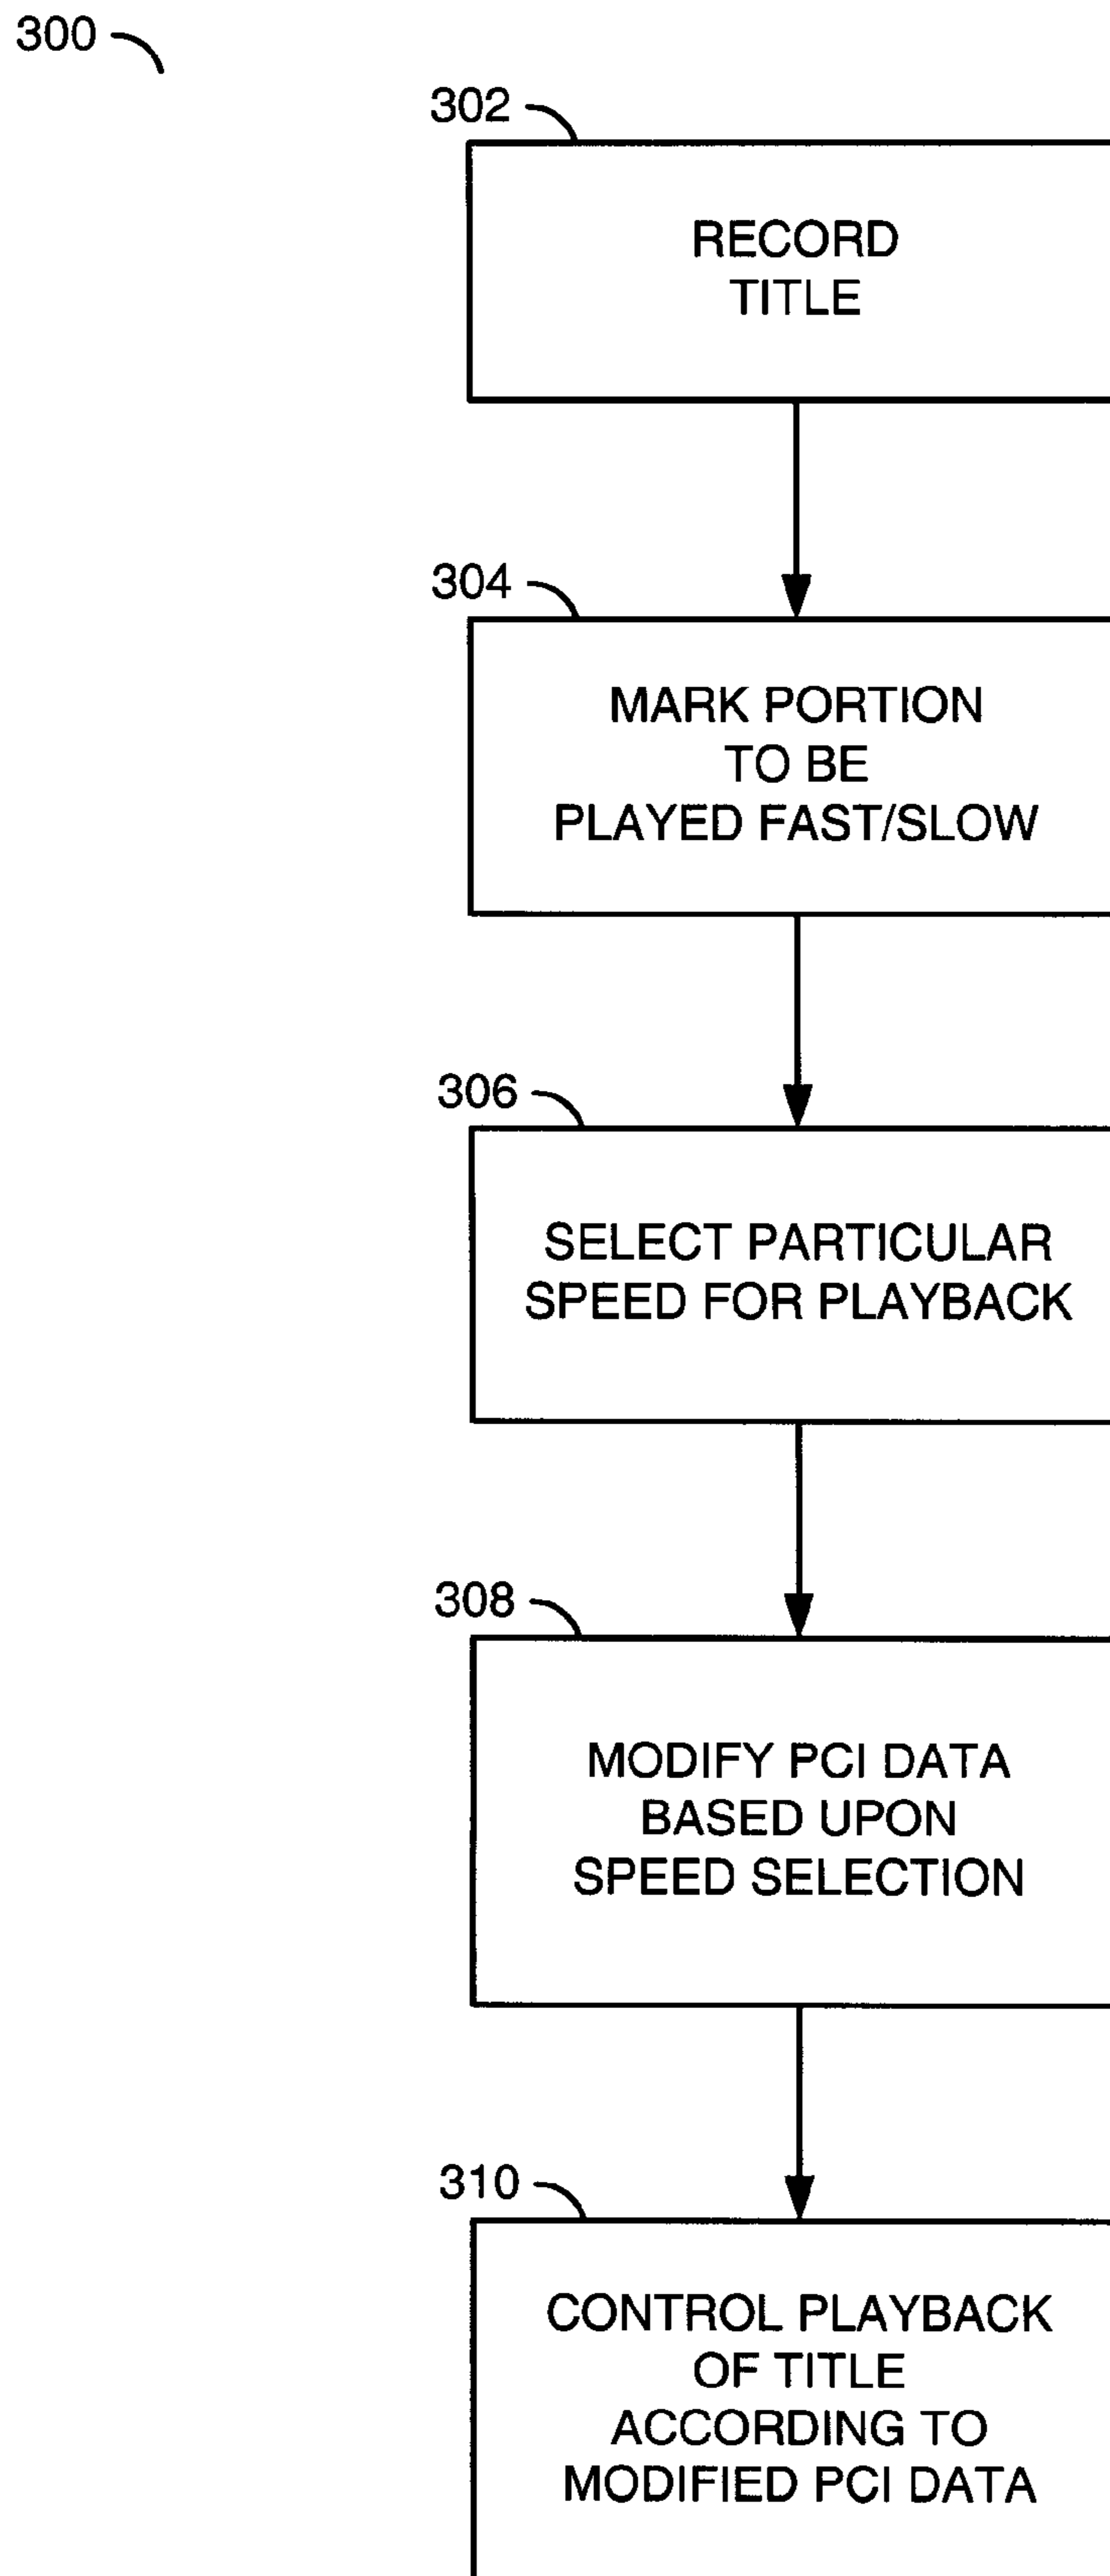 300
302
RECORD
TITLE
304
MARK PORTION
TO BE
PLAYED FAST/SLOW
306
SELECT PARTICULAR
SPEED FOR PLAYBACK
308
MODIFY PCI DATA
BASED UPON
SPEED SELECTION
310
CONTROL PLAYBACK
OF TITLE
ACCORDING TO
MODIFIED PCI DATA